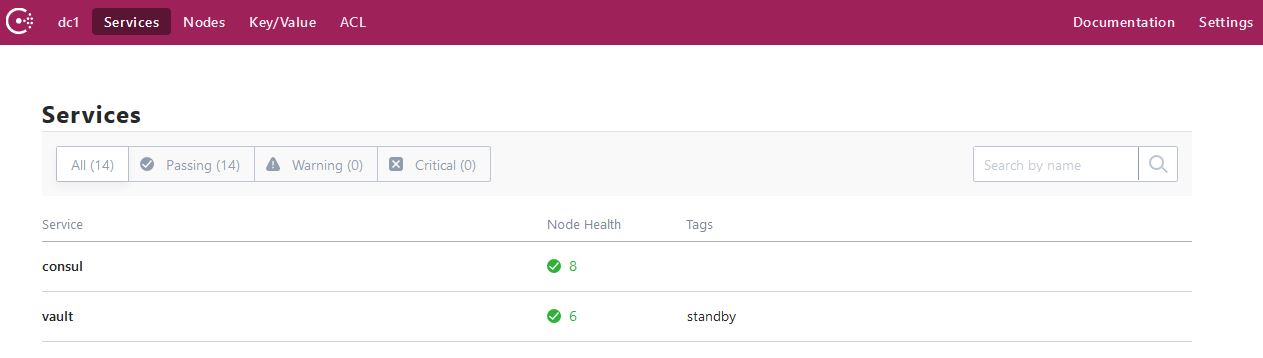 dc1 Services Nodes Key/Value ACL Documentation Settings
Services
All (14) Passing (14) Warning (0) Critical (0) Search by name
Service Node Health Tags
consul 8
vault 6 standby